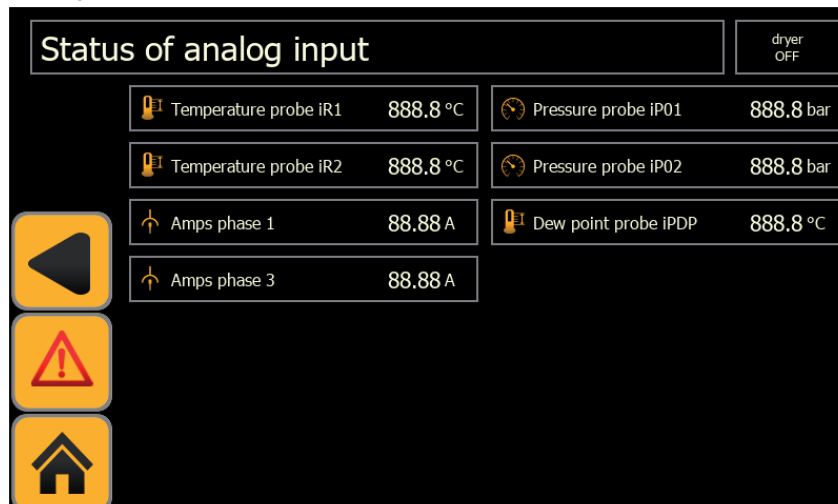 Status of analog input
dryer
OFF
Temperature probe iR1 888.8 °C
Pressure probe iP01 888.8 bar
Temperature probe iR2 888.8 °C
Pressure probe iP02 888.8 bar
Amps phase 1 88.88 A
Dew point probe iPDP 888.8 °C
Amps phase 3 88.88 A